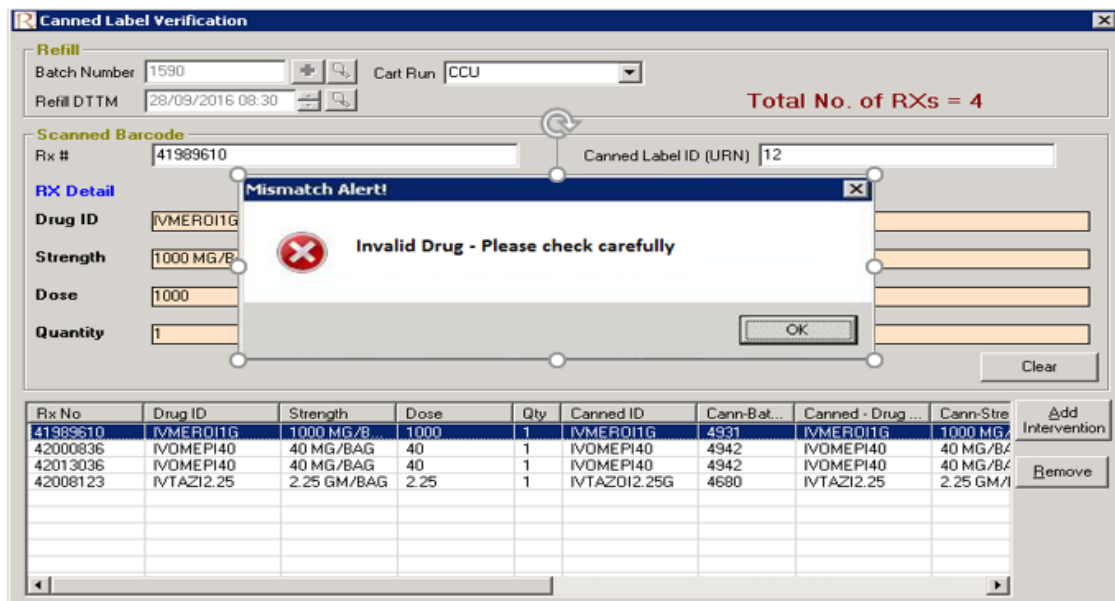 R Canned Label Verification
Refill
Batch Number 1590 Cart Run CCU
Refill DTTM 28/09/2016 08:30 Total No. of RXs = 4
Scanned Barcode
Rx # 41989610 Canned Label ID (URN) 12
RX Detail
Mismatch Alert!
Drug ID IVMEROI1G
Invalid Drug - Please check carefully
Strength 1000 MG/B
Dose 1000
Quantity 1
OK
Clear
Rx No Drug ID Strength Dose Qty Canned ID Cann-Bat... Canned - Drug ... Cann-Stre
41989610 IVMEROI1G 1000 MG/B... 1000 1 IVMEROI1G 4931 IVMEROI1G 1000 MG/
42000836 IVOMEPI40 40 MG/BAG 40 1 IVOMEPI40 4942 IVOMEPI40 40 MG/BA
42013036 IVOMEPI40 40 MG/BAG 40 1 IVOMEPI40 4942 IVOMEPI40 40 MG/BA
42008123 IVTAZI2.25 2.25 GM/BAG 2.25 1 IVTAZOI2.25G 4680 IVTAZI2.25 2.25 GM/
Add
Intervention
Remove